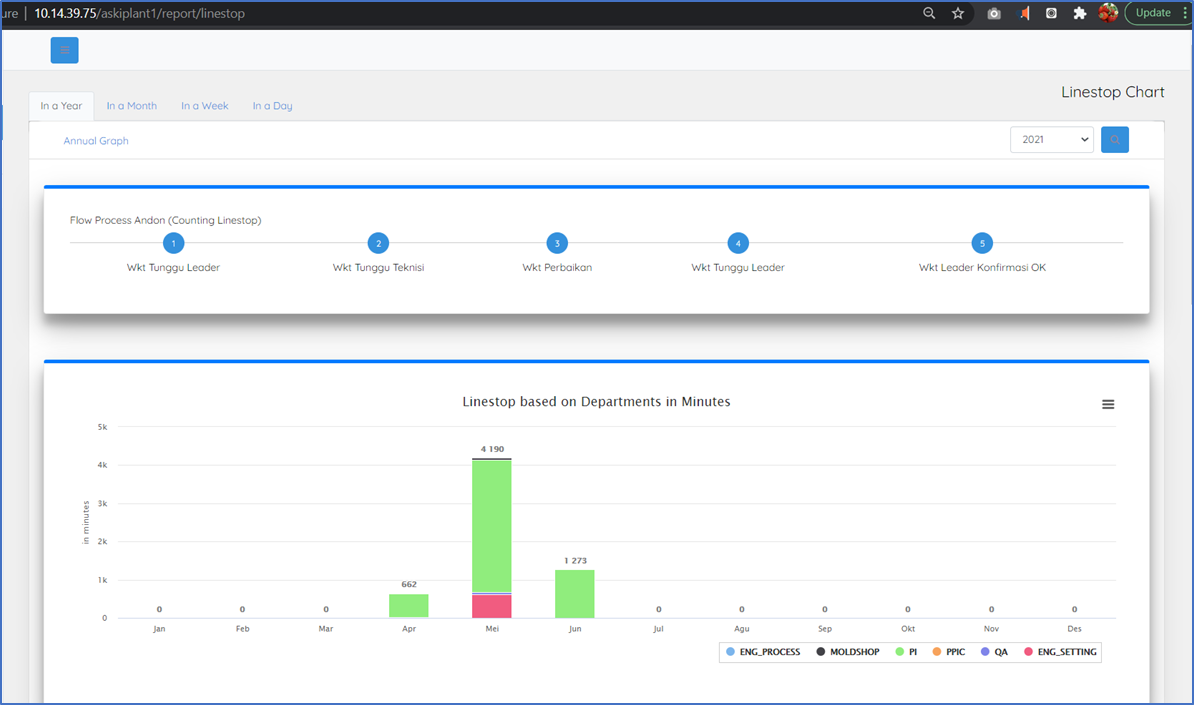 ure 10.14.39.75/askiplant1/report/linestop Update
Linestop Chart
In a Year In a Month In a Week In a Day
Annual Graph 2021
Flow Process Andon (Counting Linestop)
1 2 3 4 5
Wkt Tunggu Leader Wkt Tunggu Teknisi Wkt Perbaikan Wkt Tunggu Leader Wkt Leader Konfirmasi OK
Linestop based on Departments in Minutes
in minutes
5k
4k
3k
2k
1k
0
0 0 0 662 4 190 1 273 0 0 0 0 0 0
Jan Feb Mar Apr Mei Jun Jul Agu Sep Okt Nov Des
ENG_PROCESS MOLDSHOP PI PPIC QA ENG_SETTING